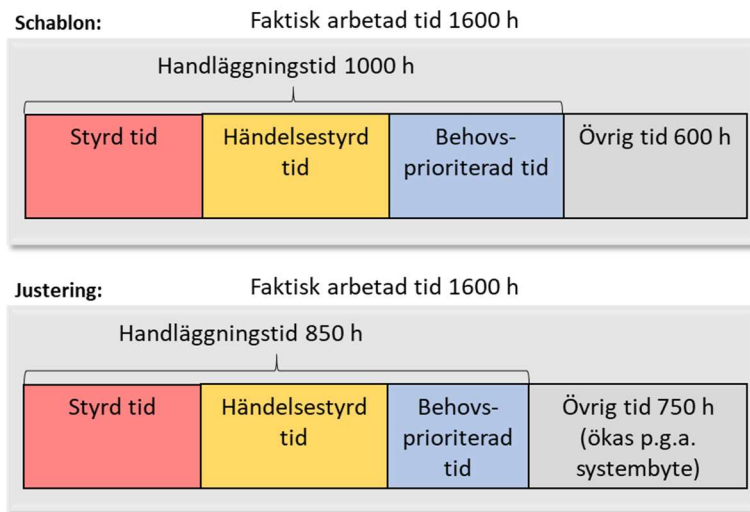 Schablon:
Faktisk arbetad tid 1600 h
Handläggningstid 1000 h
Styrd tid
Händelsestyrd
tid
Behovs-
prioriterad tid
Övrig tid 600 h
Justering:
Faktisk arbetad tid 1600 h
Handläggningstid 850 h
Styrd tid
Händelsestyrd
tid
Behovs-
prioriterad
tid
Övrig tid 750 h
(ökas p.g.a.
systembyte)